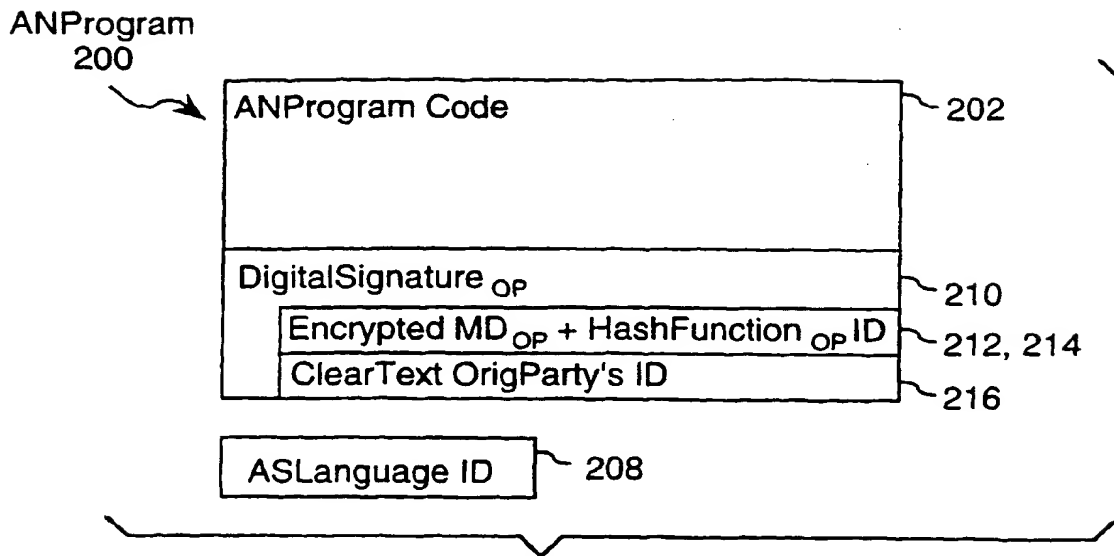 ANProgram
200
ANProgram Code
202
DigitalSignature OP
210
Encrypted MD OP + HashFunction OP ID
212, 214
ClearText OrigParty's ID
216
ASLanguage ID
208